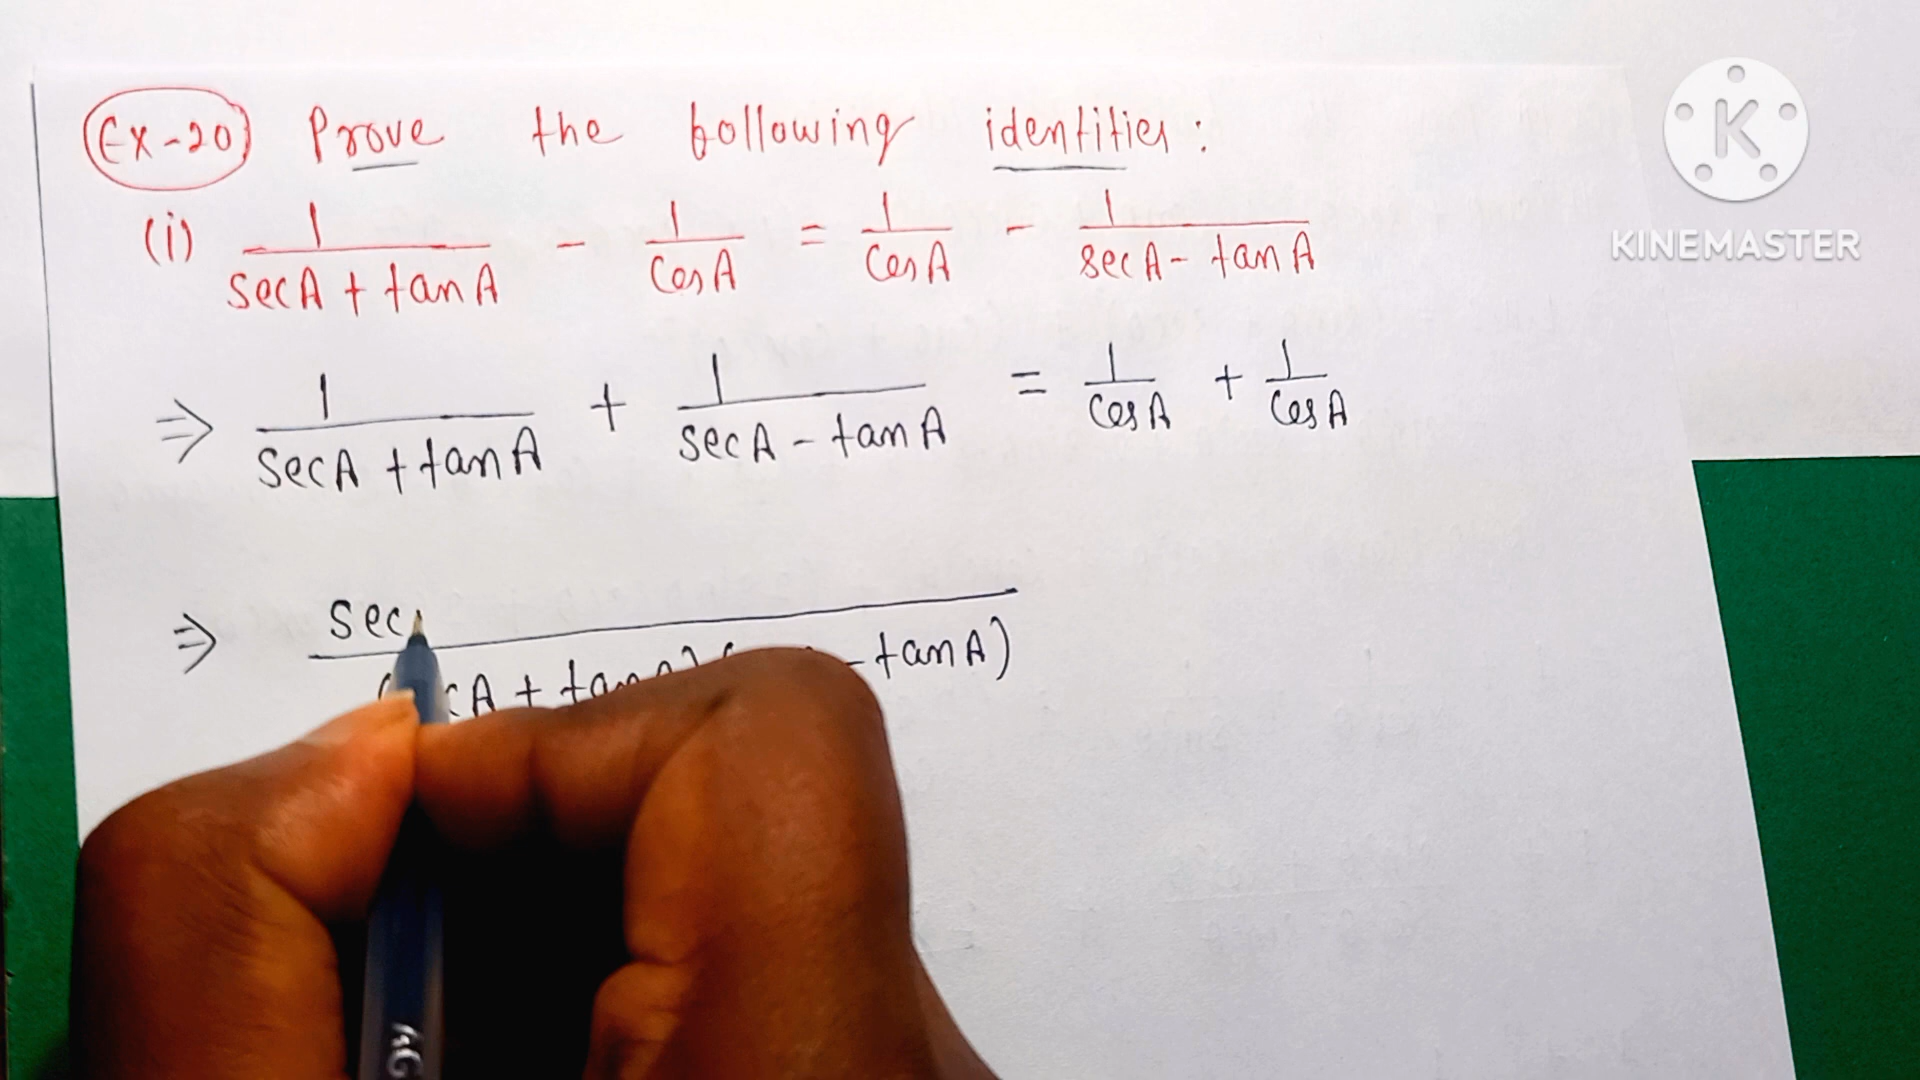 Ex-20 Prove the following identities:
(i) 1/(secA + tanA) - 1/cosA = 1/cosA - 1/(secA - tanA)
⇒ 1/(secA + tanA) + 1/(secA - tanA) = 1/cosA + 1/cosA
⇒ sec
- tanA)
K
KINEMASTER